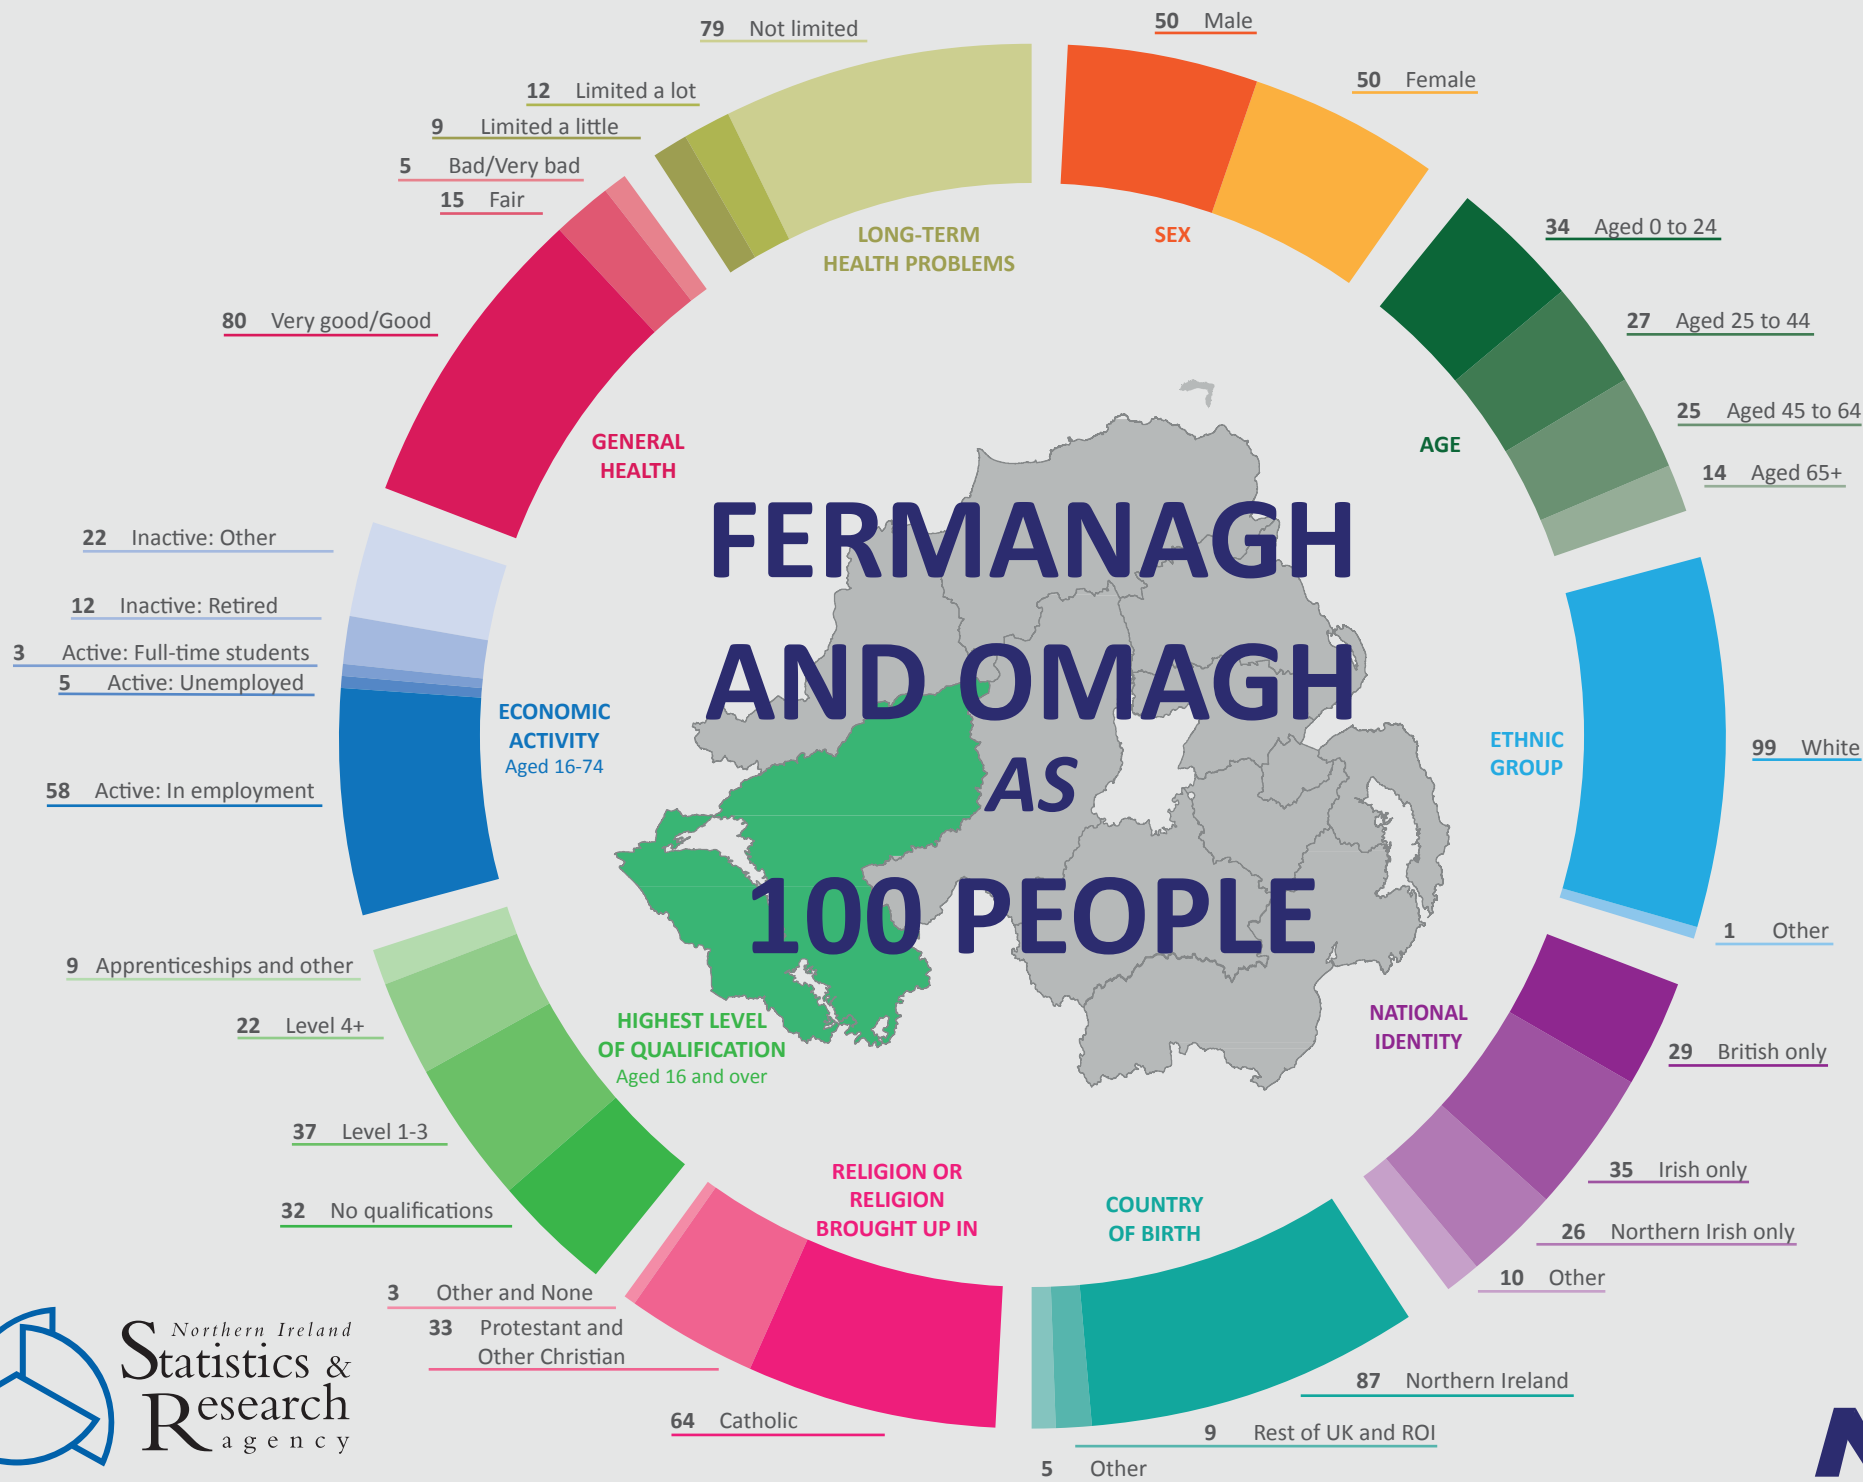 FERMANAGH
AND OMAGH
AS
100 PEOPLE
SEX
50 Male
50 Female
AGE
34 Aged 0 to 24
27 Aged 25 to 44
25 Aged 45 to 64
14 Aged 65+
ETHNIC
GROUP
99 White
1 Other
NATIONAL
IDENTITY
29 British only
35 Irish only
26 Northern Irish only
10 Other
COUNTRY
OF BIRTH
87 Northern Ireland
9 Rest of UK and ROI
5 Other
RELIGION OR
RELIGION
BROUGHT UP IN
64 Catholic
33 Protestant and
Other Christian
3 Other and None
HIGHEST LEVEL
OF QUALIFICATION
Aged 16 and over
32 No qualifications
37 Level 1-3
22 Level 4+
9 Apprenticeships and other
ECONOMIC
ACTIVITY
Aged 16-74
58 Active: In employment
5 Active: Unemployed
3 Active: Full-time students
12 Inactive: Retired
22 Inactive: Other
GENERAL
HEALTH
80 Very good/Good
15 Fair
5 Bad/Very bad
LONG-TERM
HEALTH PROBLEMS
9 Limited a little
12 Limited a lot
79 Not limited
Northern Ireland
Statistics &
Research
agency